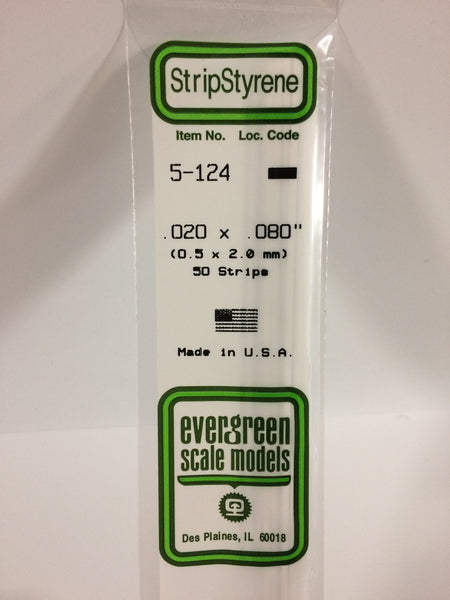 StripStyrene
Item No. Loc. Code
5-124
.020 x .080"
(0.5 x 2.0 mm)
50 Strips
Made in U.S.A.
evergreen
scale models
Des Plaines, IL 60018